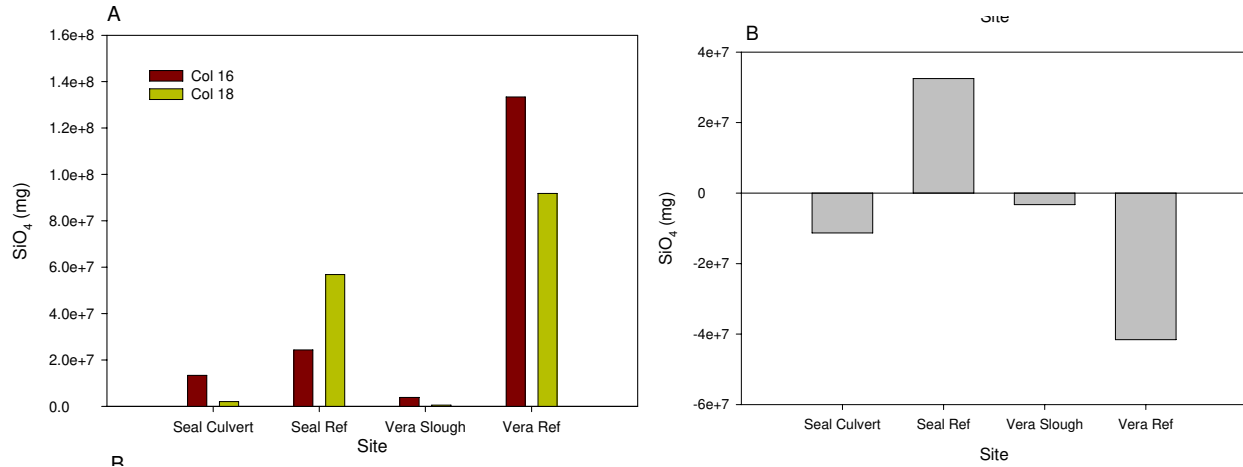 A
1.6e+8
1.4e+8
1.2e+8
1.0e+8
8.0e+7
6.0e+7
4.0e+7
2.0e+7
0.0
SiO4 (mg)
Col 16
Col 18
Seal Culvert Seal Ref Vera Slough Vera Ref
Site
B
Site
B
4e+7
2e+7
0
-2e+7
-4e+7
-6e+7
SiO4 (mg)
Seal Culvert Seal Ref Vera Slough Vera Ref
Site